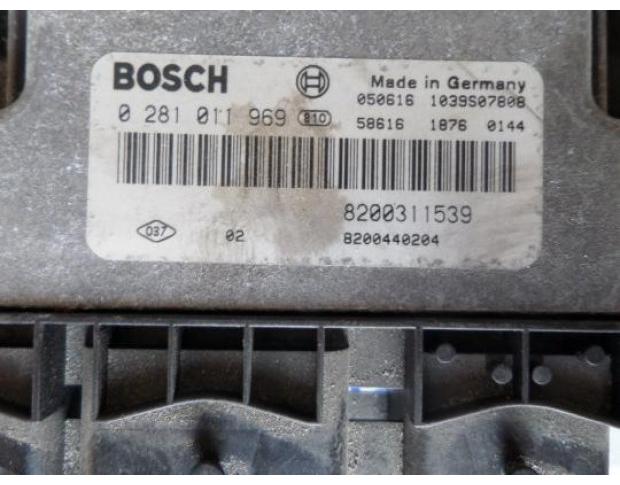 BOSCH
Made in Germany
0 281 011 969 810
050616 1039S07808
58616 1876 0144
8200311539
037 02
8200440204